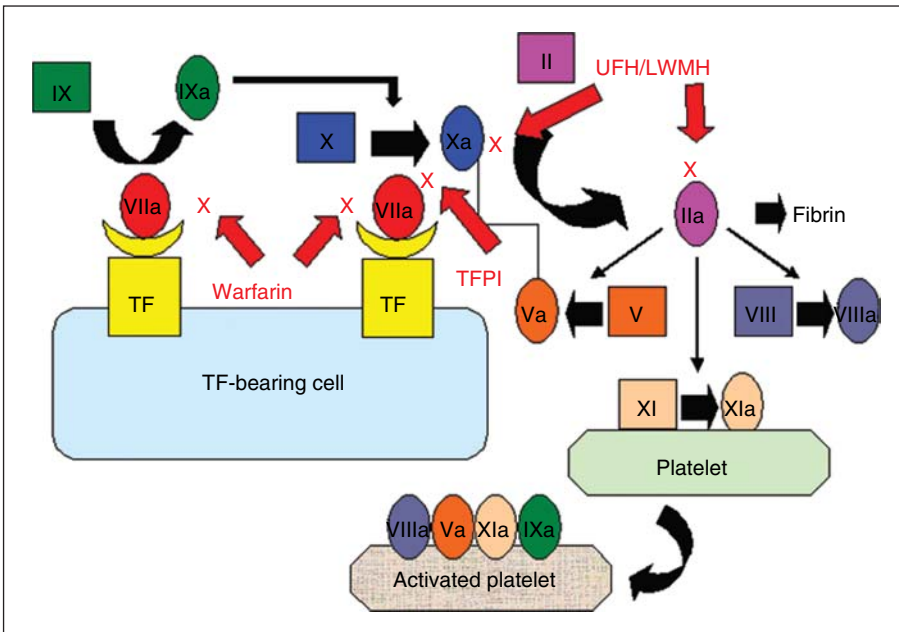 II
UFH/LWMH
IX
IXa
X
Xa
X
X
X
VIIa
X
X
VIIa
IIa
Fibrin
Warfarin
TFPI
TF
TF
Va
V
VIII
VIIIa
TF-bearing cell
XI
XIa
Platelet
VIIIa
Va
XIa
IXa
Activated platelet